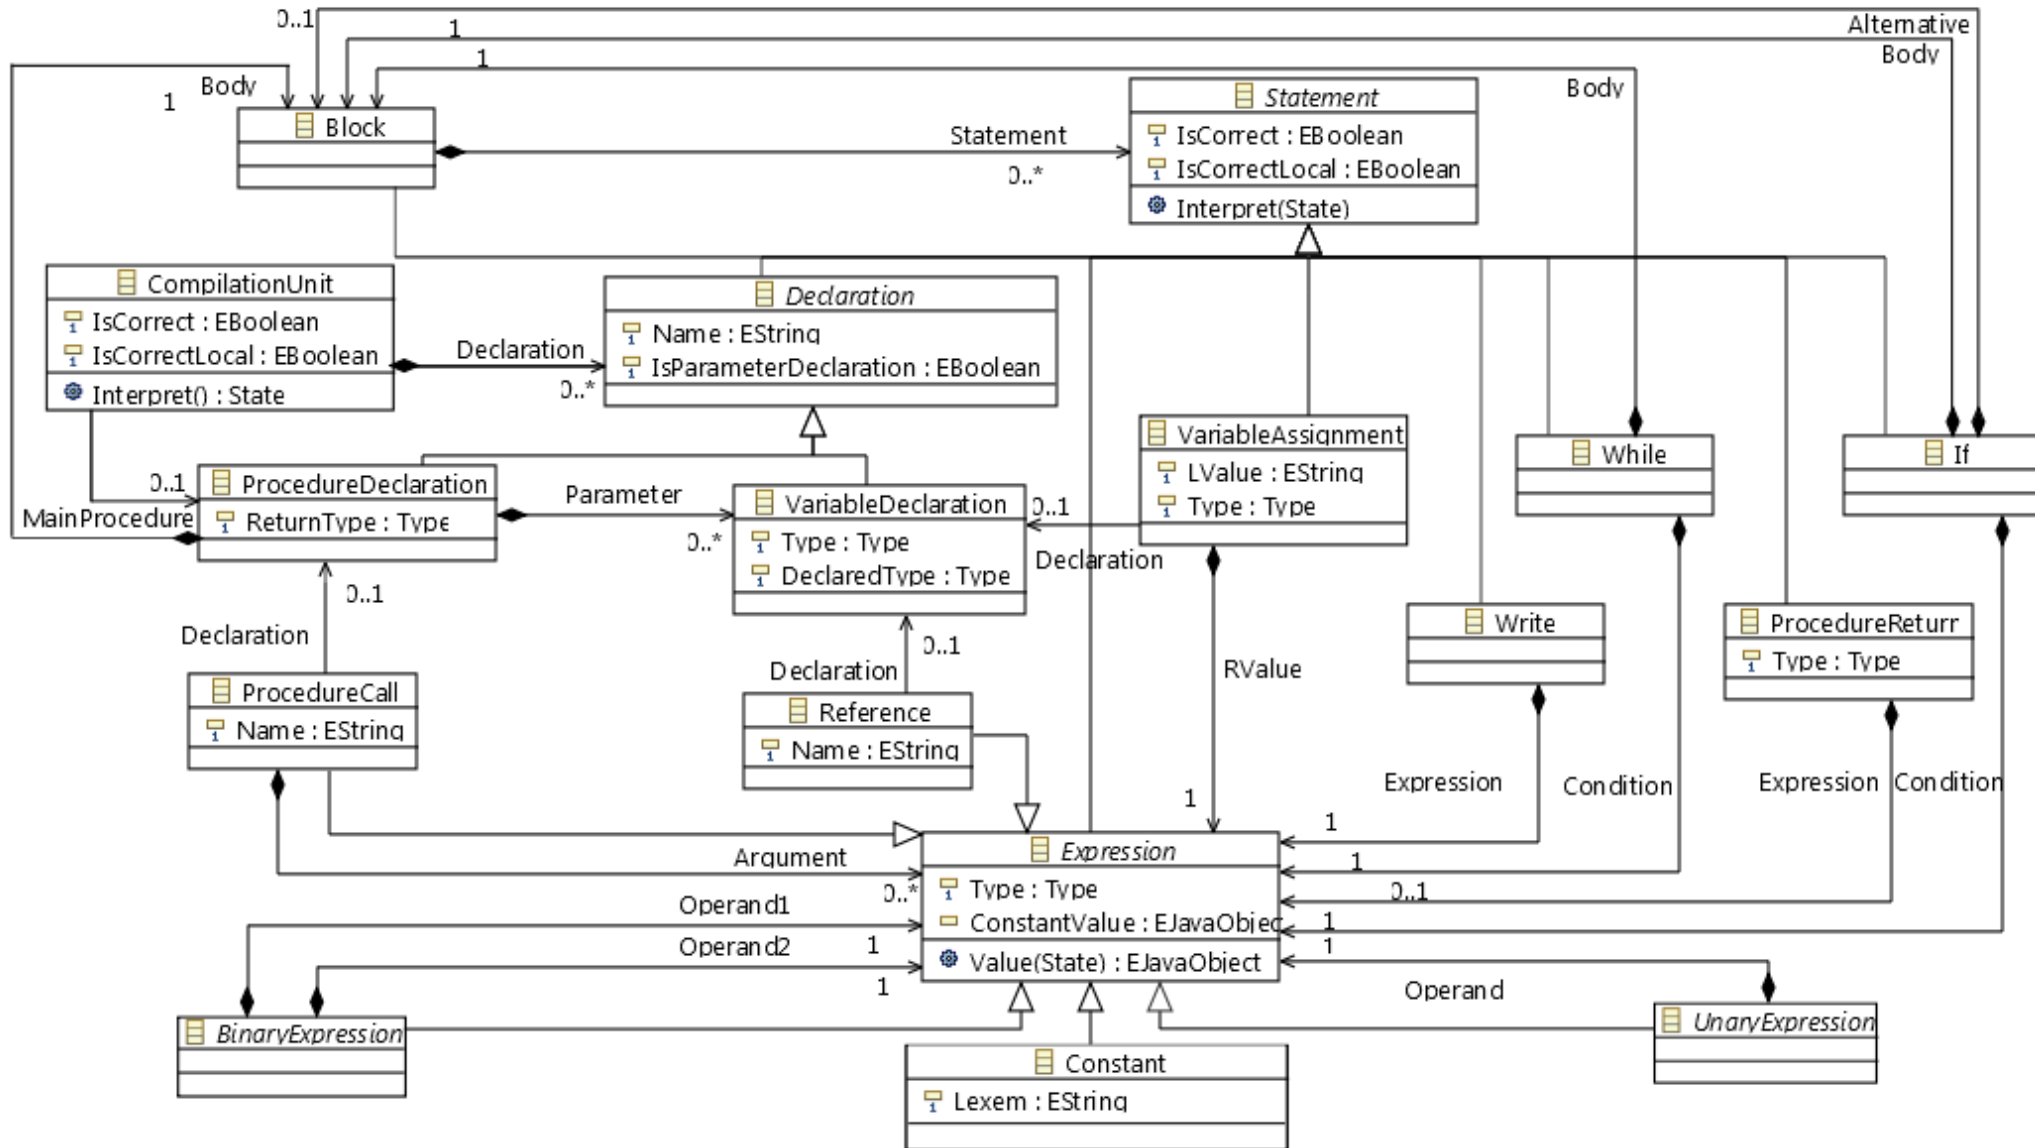 0..1
Alternative
1
Body
1
Body
1
Body
Block
Statement
0..*
Statement
IsCorrect : EBoolean
IsCorrectLocal : EBoolean
Interpret(State)
CompilationUnit
IsCorrect : EBoolean
IsCorrectLocal : EBoolean
Interpret() : State
Declaration
0..*
Declaration
Name : EString
IsParameterDeclaration : EBoolean
0..1
MainProcedure
ProcedureDeclaration
ReturnType : Type
Parameter
0..*
VariableDeclaration
Type : Type
DeclaredType : Type
0..1
Declaration
VariableAssignment
LValue : EString
Type : Type
While
If
0..1
Declaration
ProcedureCall
Name : EString
0..1
Declaration
Reference
Name : EString
RValue
1
Write
ProcedureReturn
Type : Type
Expression
1
Condition
1
Expression
0..1
Condition
1
Argument
0..*
Operand1
1
Operand2
1
Expression
Type : Type
ConstantValue : EJavaObjec
Value(State) : EJavaObject
1
Operand
BinaryExpression
UnaryExpression
Constant
Lexem : EString